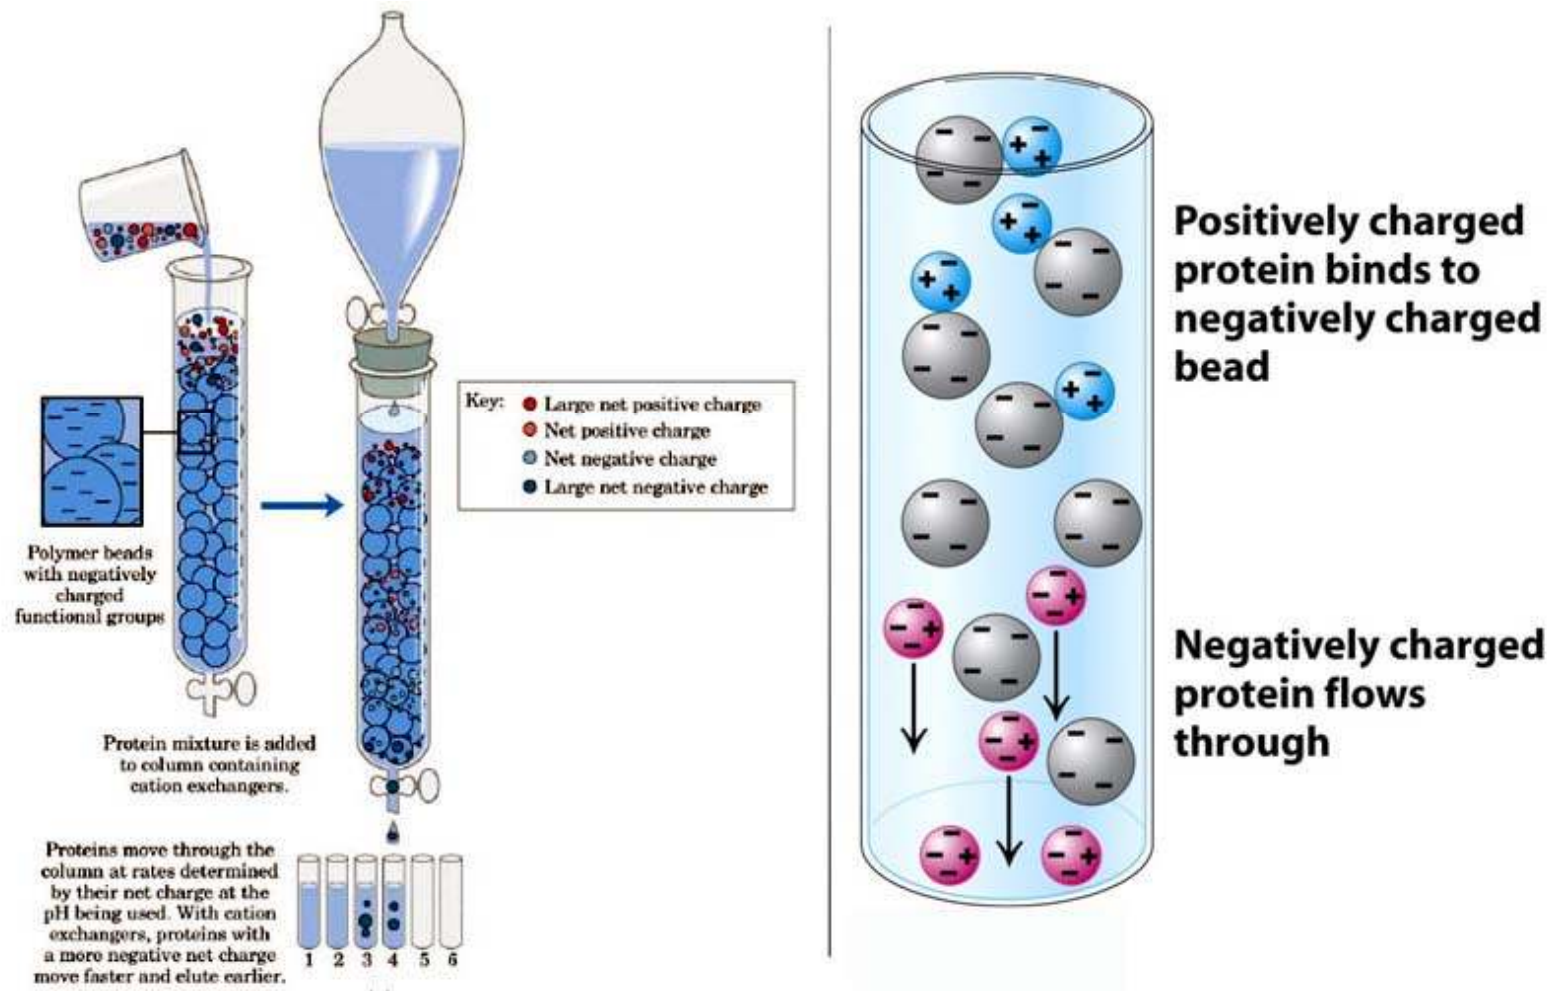 Key:
Large net positive charge
Net positive charge
Net negative charge
Large net negative charge
Polymer beads
with negatively
charged
functional groups
Protein mixture is added
to column containing
cation exchangers.
Proteins move through the
column at rates determined
by their net charge at the
pH being used. With cation
exchangers, proteins with
a more negative net charge
move faster and elute earlier.
1 2 3 4 5 6
Positively charged
protein binds to
negatively charged
bead
Negatively charged
protein flows
through